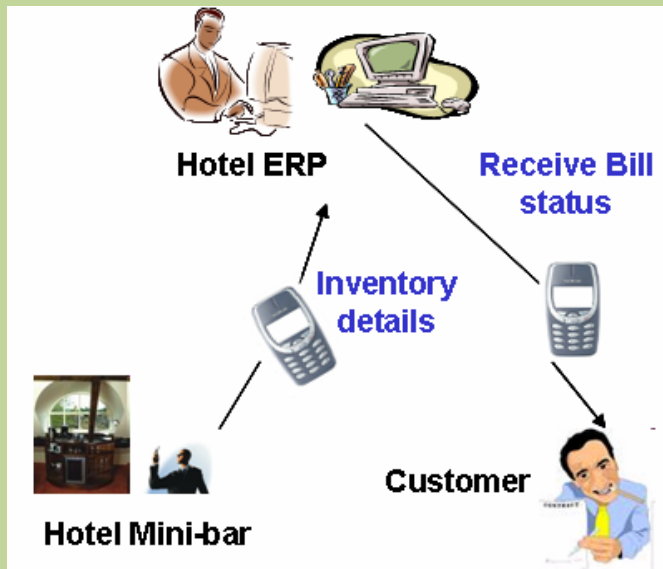 Hotel ERP
Receive Bill
status
Inventory
details
Customer
Hotel Mini-bar